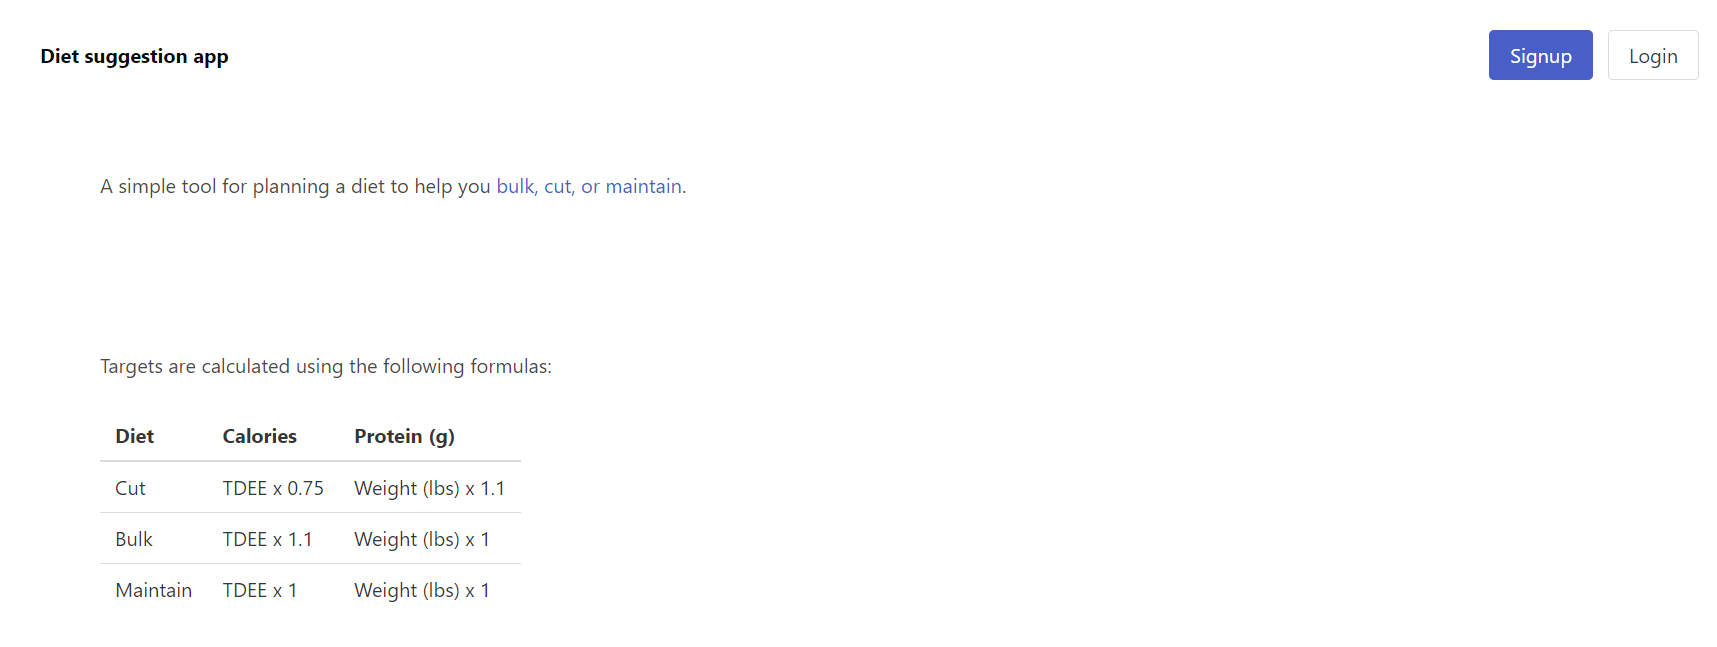 Diet suggestion app
Signup
Login
A simple tool for planning a diet to help you bulk, cut, or maintain.
Targets are calculated using the following formulas:
Diet Calories Protein (g)
Cut TDEE x 0.75 Weight (lbs) x 1.1
Bulk TDEE x 1.1 Weight (lbs) x 1
Maintain TDEE x 1 Weight (lbs) x 1